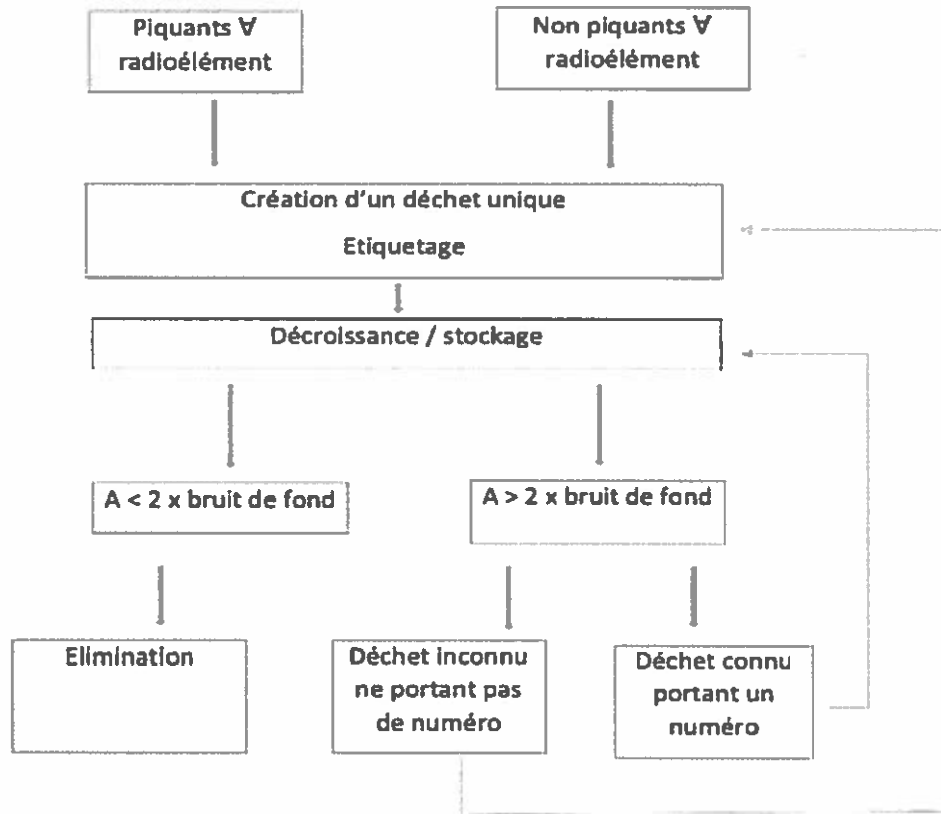 Piquants ∀
radioélément
Non piquants ∀
radioélément
Création d'un déchet unique
Etiquetage
Décroissance / stockage
A < 2 x bruit de fond
A > 2 x bruit de fond
Elimination
Déchet inconnu
ne portant pas
de numéro
Déchet connu
portant un
numéro